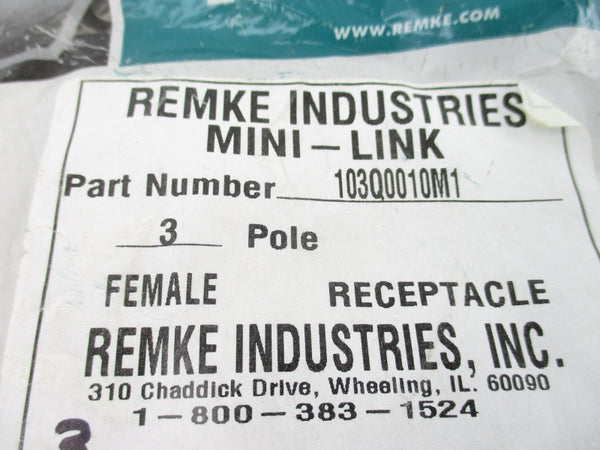 WWW.REMKE.COM
REMKE INDUSTRIES
MINI-LINK
Part Number 103Q0010M1
3 Pole
FEMALE RECEPTACLE
REMKE INDUSTRIES, INC.
310 Chaddick Drive, Wheeling, IL. 60090
1-800-383-1524
3